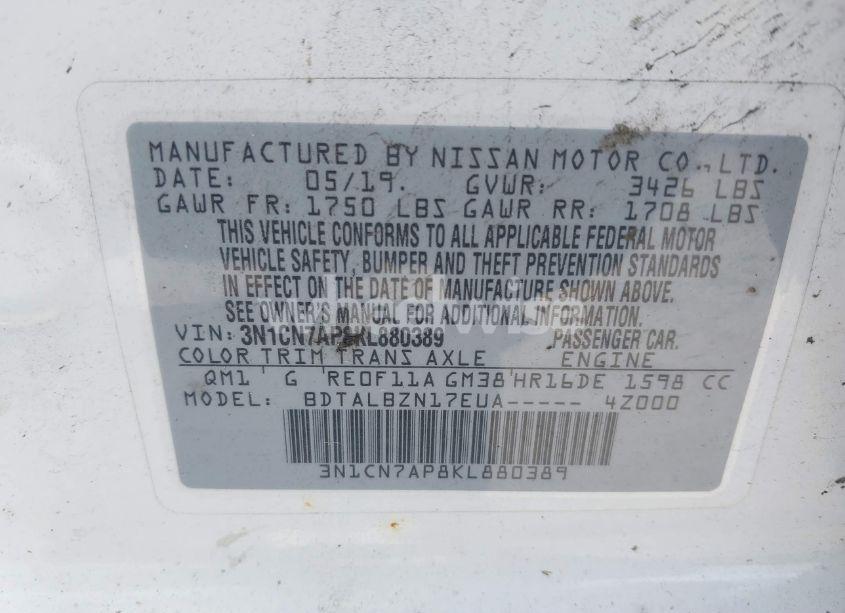 MANUFACTURED BY NISSAN MOTOR CO., LTD.
DATE: 05/19. GVWR: 3426 LBS
GAWR FR: 1750 LBS GAWR RR: 1708 LBS
THIS VEHICLE CONFORMS TO ALL APPLICABLE FEDERAL MOTOR
VEHICLE SAFETY, BUMPER AND THEFT PREVENTION STANDARDS
IN EFFECT ON THE DATE OF MANUFACTURE SHOWN ABOVE.
SEE OWNER'S MANUAL FOR ADDITIONAL INFORMATION.
VIN: 3N1CN7AP8KL880389 PASSENGER CAR.
COLOR TRIM TRANS AXLE ENGINE
QM1 G RE0F11A GM38 HR16DE 1598 CC
MODEL: BDTALBZN17EUA----- 4Z000
3N1CN7AP8KL880389